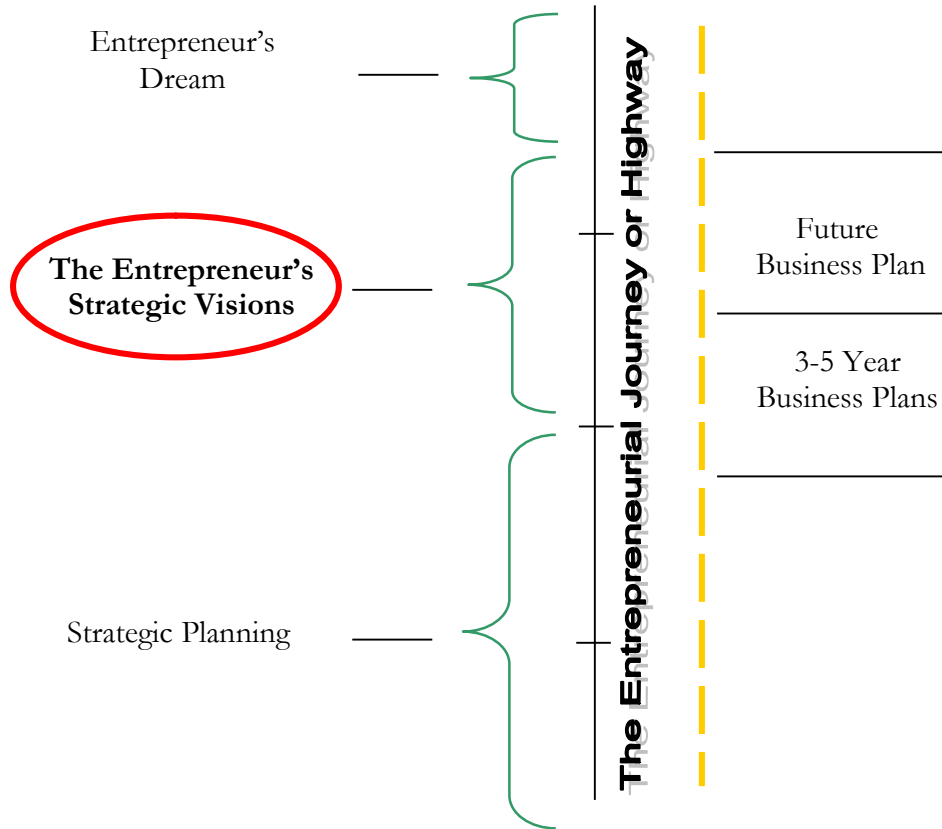 Entrepreneur’s
Dream
The Entrepreneur’s
Strategic Visions
Strategic Planning
The Entrepreneurial Journey or Highway
Future
Business Plan
3-5 Year
Business Plans